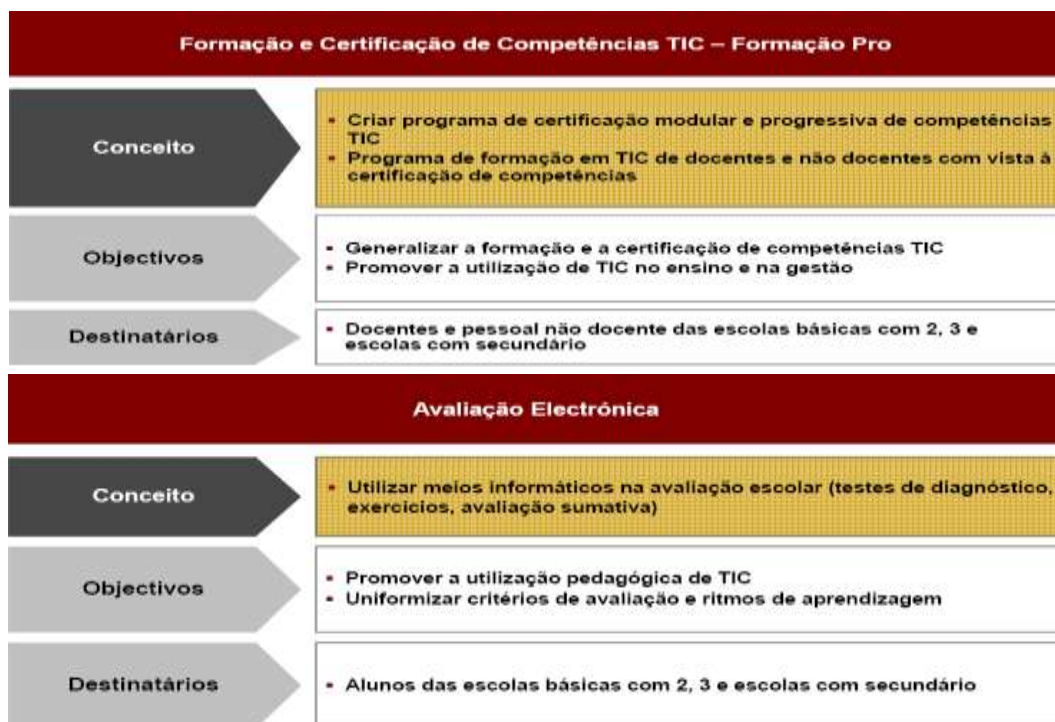 Formação e Certificação de Competências TIC – Formação Pro
Conceito
▪ Criar programa de certificação modular e progressiva de competências
TIC
▪ Programa de formação em TIC de docentes e não docentes com vista à
certificação de competências
Objectivos
▪ Generalizar a formação e a certificação de competências TIC
▪ Promover a utilização de TIC no ensino e na gestão
Destinatários
▪ Docentes e pessoal não docente das escolas básicas com 2, 3 e
escolas com secundário
Avaliação Electrónica
Conceito
▪ Utilizar meios informáticos na avaliação escolar (testes de diagnóstico,
exercícios, avaliação sumativa)
Objectivos
▪ Promover a utilização pedagógica de TIC
▪ Uniformizar critérios de avaliação e ritmos de aprendizagem
Destinatários
▪ Alunos das escolas básicas com 2, 3 e escolas com secundário